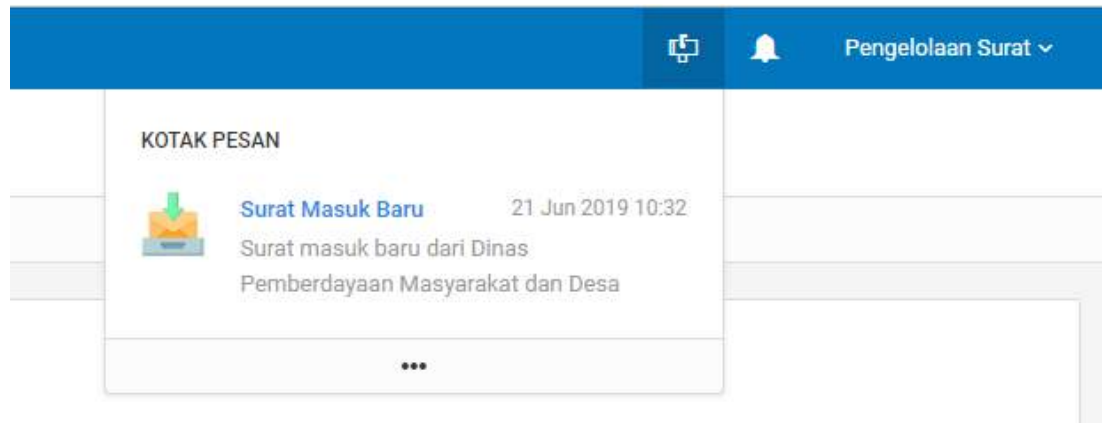 Pengelolaan Surat
KOTAK PESAN
Surat Masuk Baru 21 Jun 2019 10:32
Surat masuk baru dari Dinas
Pemberdayaan Masyarakat dan Desa
•••